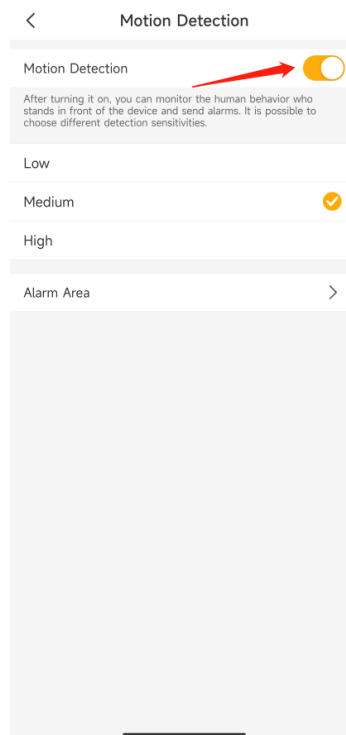 Motion Detection
Motion Detection
After turning it on, you can monitor the human behavior who
stands in front of the device and send alarms. It is possible to
choose different detection sensitivities.
Low
Medium
High
Alarm Area